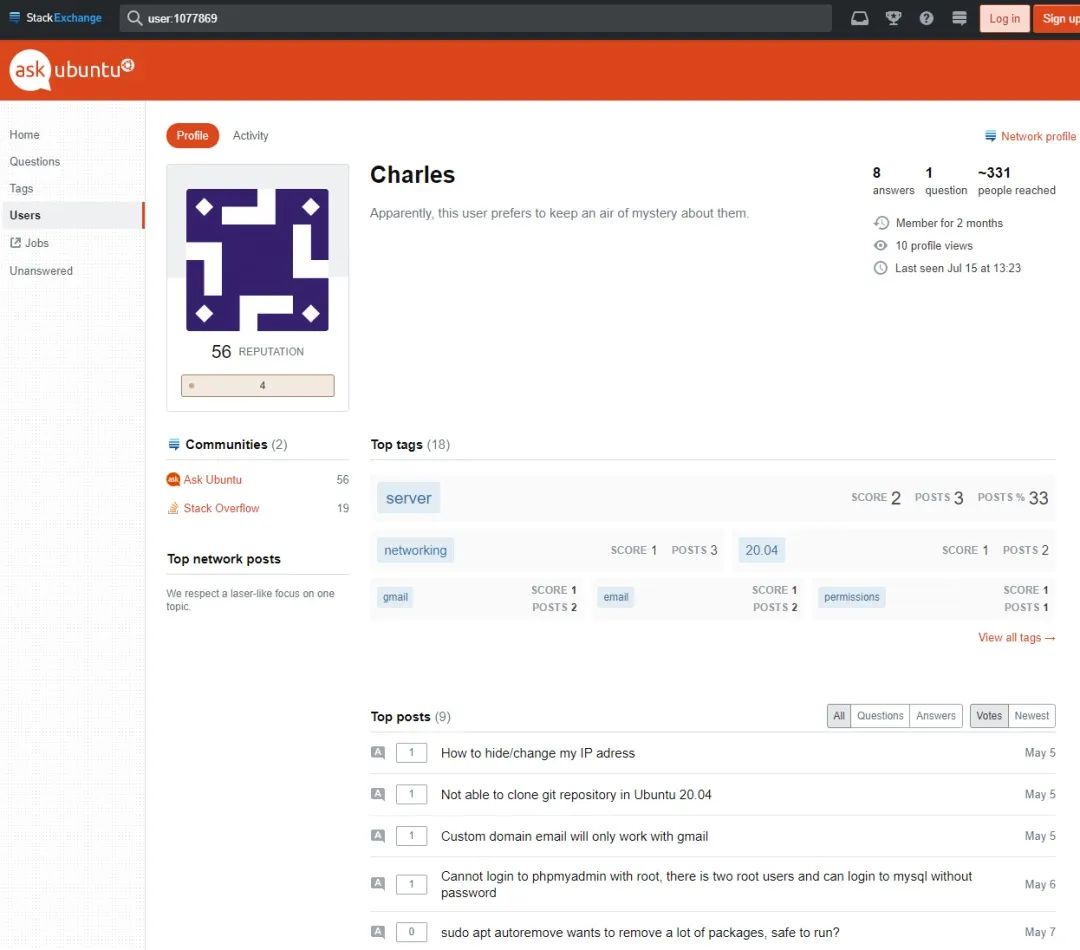 StackExchange
user:1077869
Log in
Sign up
ask ubuntu
Home
Questions
Tags
Users
Jobs
Unanswered
Profile
Activity
Network profile
Charles
Apparently, this user prefers to keep an air of mystery about them.
8 answers
1 question
~331 people reached
Member for 2 months
10 profile views
Last seen Jul 15 at 13:23
56 REPUTATION
4
Communities (2)
Ask Ubuntu 56
Stack Overflow 19
Top network posts
We respect a laser-like focus on one
topic.
Top tags (18)
server SCORE 2 POSTS 3 POSTS % 33
networking SCORE 1 POSTS 3
20.04 SCORE 1 POSTS 2
gmail SCORE 1 POSTS 2
email SCORE 1 POSTS 2
permissions SCORE 1 POSTS 1
View all tags →
Top posts (9)
All Questions Answers Votes Newest
A 1 How to hide/change my IP adress May 5
A 1 Not able to clone git repository in Ubuntu 20.04 May 5
A 1 Custom domain email will only work with gmail May 5
A 1 Cannot login to phpmyadmin with root, there is two root users and can login to mysql without
password May 6
A 0 sudo apt autoremove wants to remove a lot of packages, safe to run? May 7